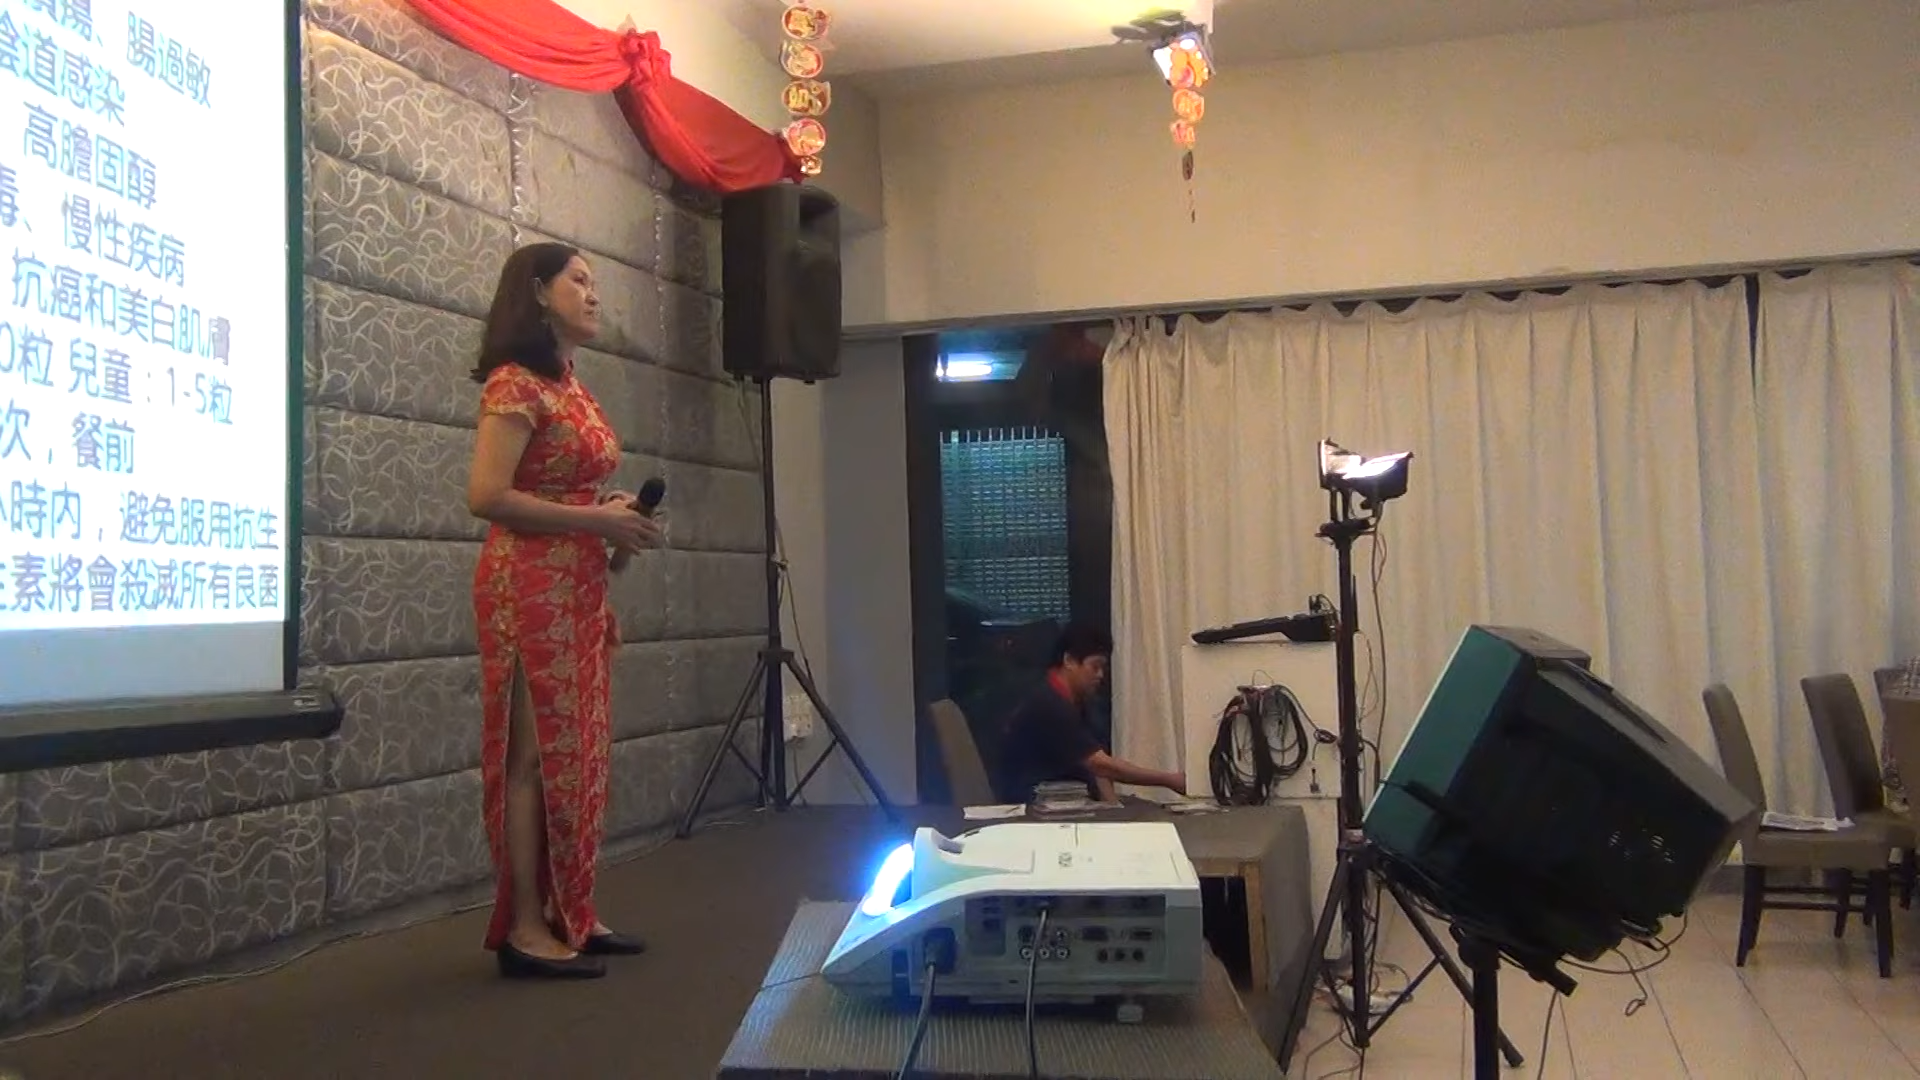 腸、腸過敏
陰道感染
高膽固醇
毒、慢性疾病
抗癌和美白肌膚
0粒 兒童：1-5粒
次，餐前
小時內，避免服用抗生
生素將會殺滅所有良菌